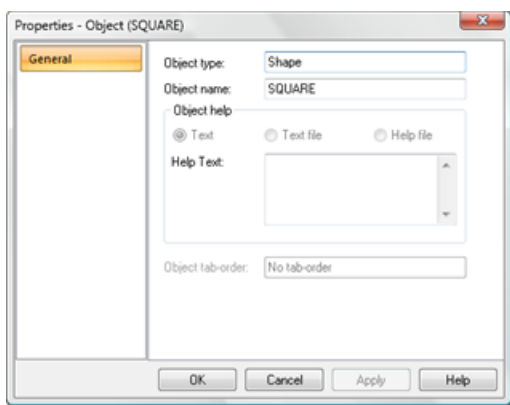 Properties - Object (SQUARE)
General
Object type: Shape
Object name: SQUARE
Object help
Text Text file Help file
Help Text:
Object tab-order: No tab-order
OK Cancel Apply Help